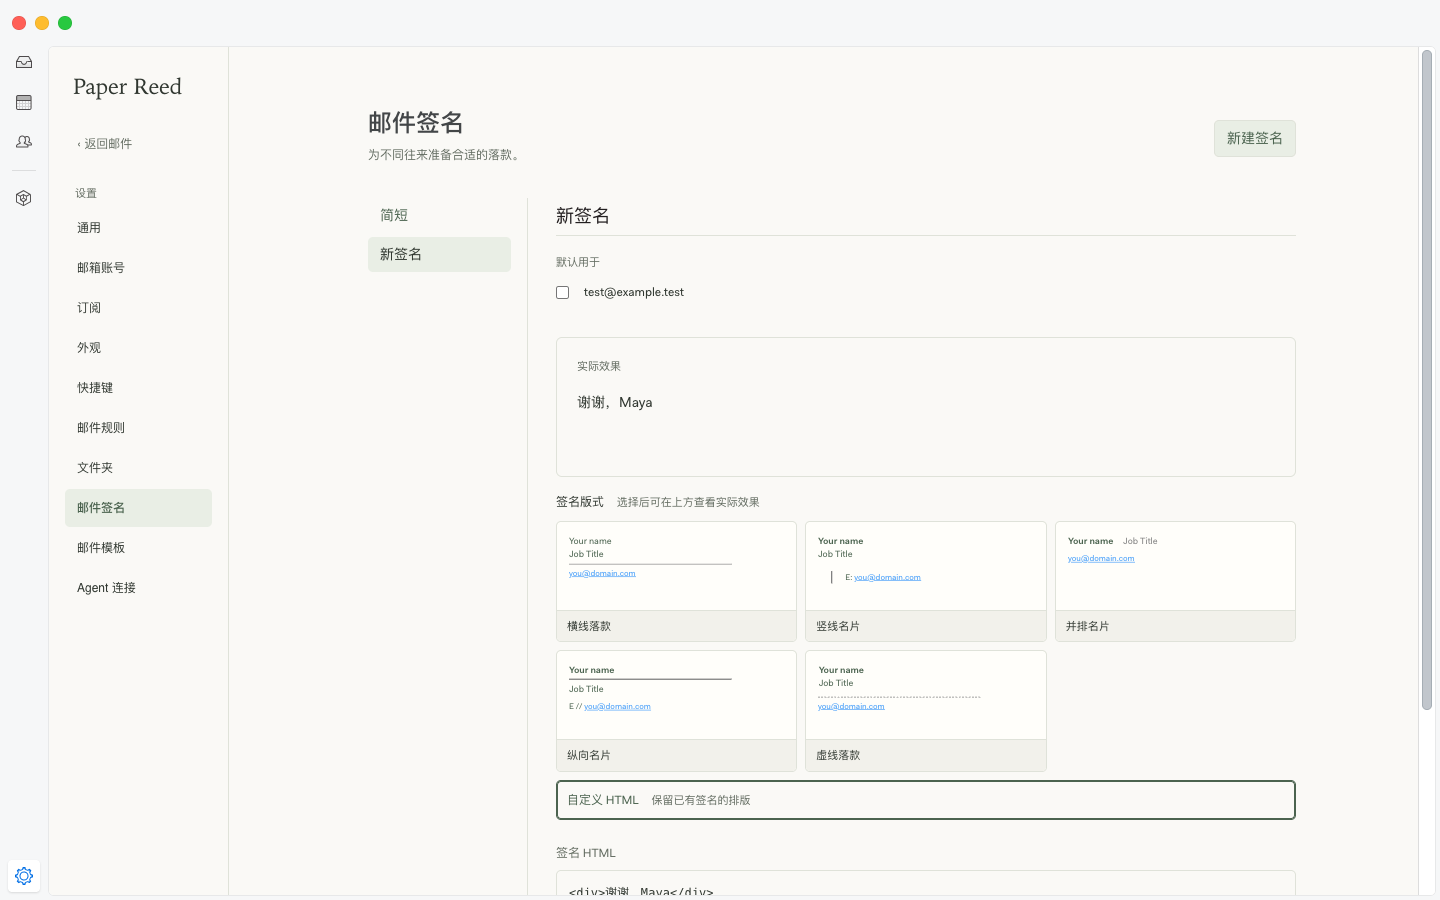 Paper Reed
‹ 返回邮件
设置
通用
邮箱账号
订阅
外观
快捷键
邮件规则
文件夹
邮件签名
邮件模板
Agent 连接
邮件签名
为不同往来准备合适的落款。
新建签名
简短
新签名
新签名
默认用于
test@example.test
实际效果
谢谢，Maya
签名版式 选择后可在上方查看实际效果
Your name
Job Title
you@domain.com
横线落款
Your name
Job Title
E: you@domain.com
竖线名片
Your name Job Title
you@domain.com
并排名片
Your name
Job Title
E // you@domain.com
纵向名片
Your name
Job Title
you@domain.com
虚线落款
自定义 HTML 保留已有签名的排版
签名 HTML
<div>谢谢，Maya</div>